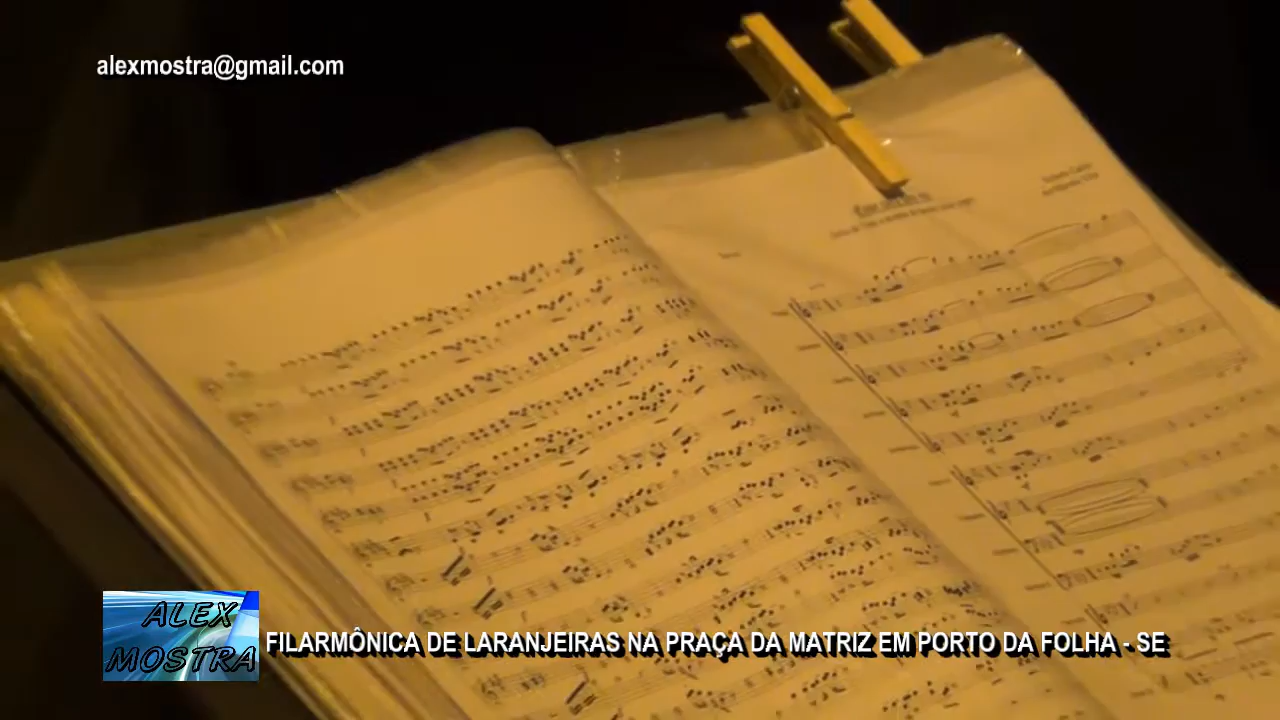 alexmostra@gmail.com
ALEX
MOSTRA
FILARMÔNICA DE LARANJEIRAS NA PRAÇA DA MATRIZ EM PORTO DA FOLHA - SE